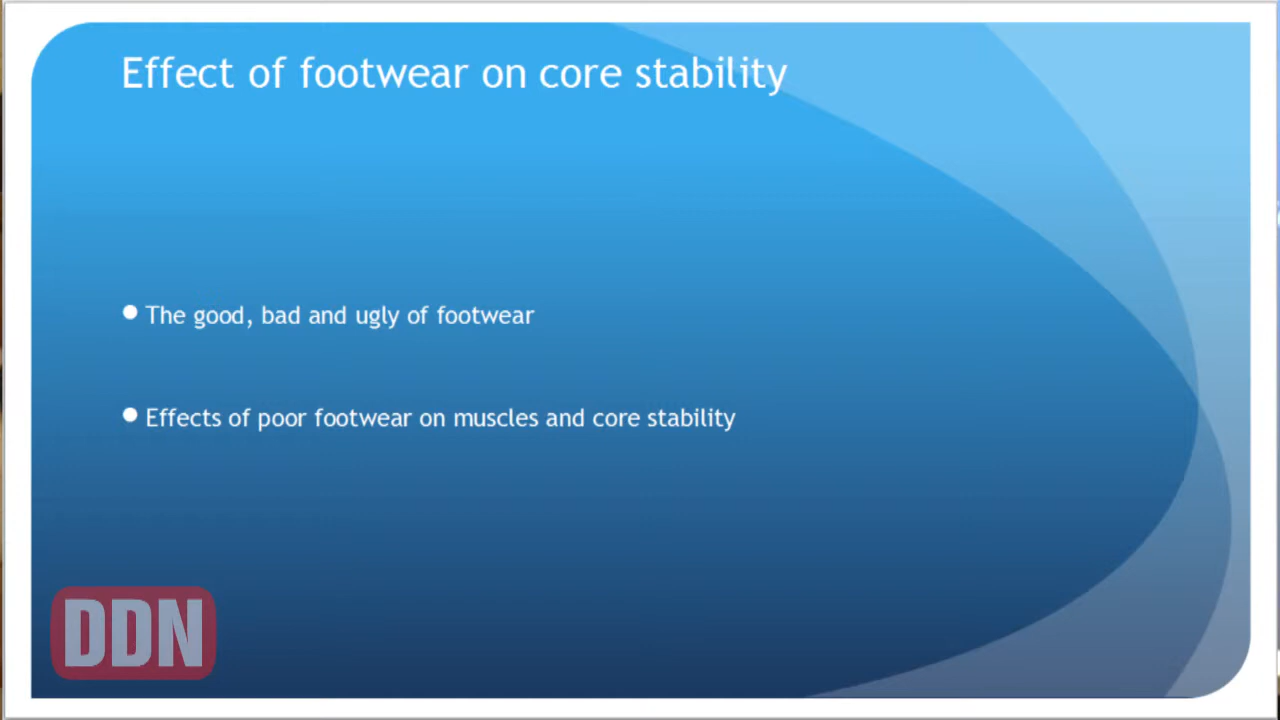 Effect of footwear on core stability
The good, bad and ugly of footwear
Effects of poor footwear on muscles and core stability
DDN